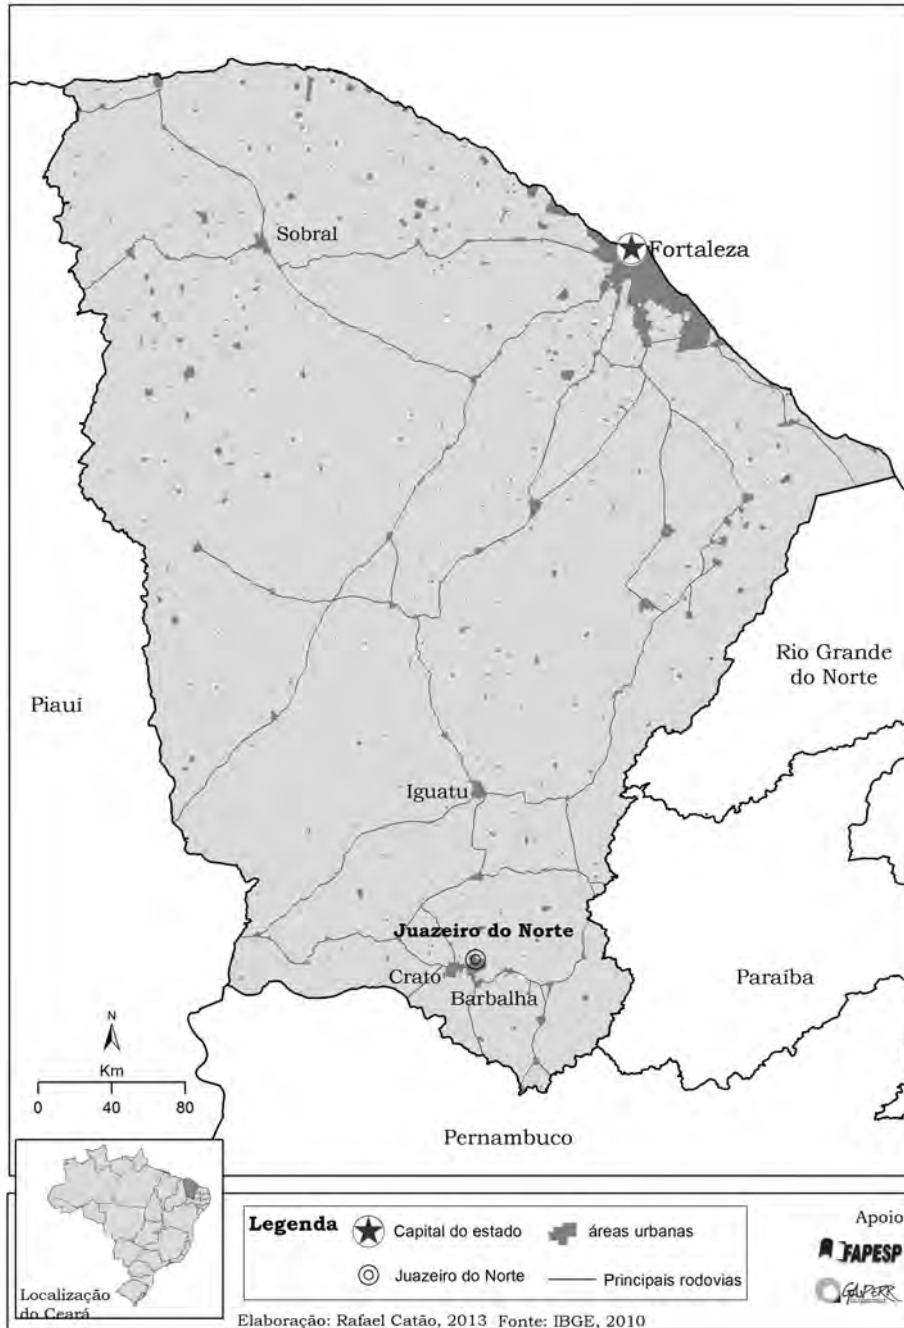 Sobral
Fortaleza
Rio Grande
do Norte
Piauí
Iguatu
Juazeiro do Norte
Crato
Barbalha
Paraíba
N
Km
0 40 80
Pernambuco
Localização
do Ceará
Legenda
Capital do estado
áreas urbanas
Juazeiro do Norte
Principais rodovias
Apoio
FAPESP
GAsPERR
Elaboração: Rafael Catão, 2013 Fonte: IBGE, 2010